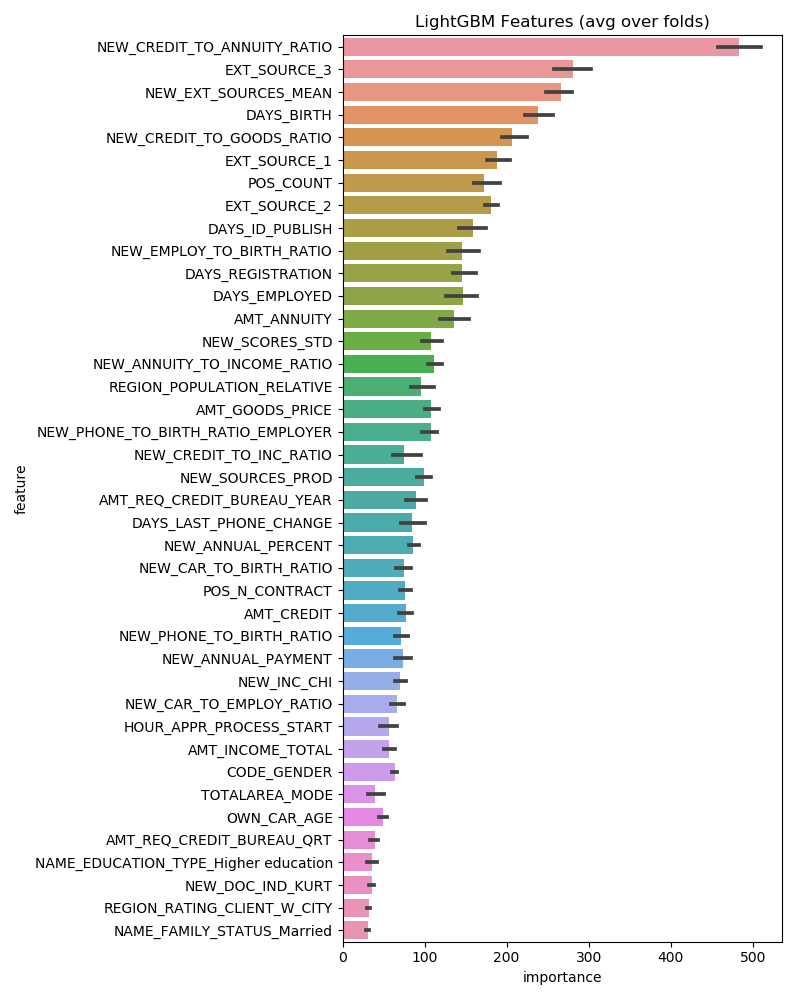 LightGBM Features (avg over folds)
feature
NEW_CREDIT_TO_ANNUITY_RATIO
EXT_SOURCE_3
NEW_EXT_SOURCES_MEAN
DAYS_BIRTH
NEW_CREDIT_TO_GOODS_RATIO
EXT_SOURCE_1
POS_COUNT
EXT_SOURCE_2
DAYS_ID_PUBLISH
NEW_EMPLOY_TO_BIRTH_RATIO
DAYS_REGISTRATION
DAYS_EMPLOYED
AMT_ANNUITY
NEW_SCORES_STD
NEW_ANNUITY_TO_INCOME_RATIO
REGION_POPULATION_RELATIVE
AMT_GOODS_PRICE
NEW_PHONE_TO_BIRTH_RATIO_EMPLOYER
NEW_CREDIT_TO_INC_RATIO
NEW_SOURCES_PROD
AMT_REQ_CREDIT_BUREAU_YEAR
DAYS_LAST_PHONE_CHANGE
NEW_ANNUAL_PERCENT
NEW_CAR_TO_BIRTH_RATIO
POS_N_CONTRACT
AMT_CREDIT
NEW_PHONE_TO_BIRTH_RATIO
NEW_ANNUAL_PAYMENT
NEW_INC_CHI
NEW_CAR_TO_EMPLOY_RATIO
HOUR_APPR_PROCESS_START
AMT_INCOME_TOTAL
CODE_GENDER
TOTALAREA_MODE
OWN_CAR_AGE
AMT_REQ_CREDIT_BUREAU_QRT
NAME_EDUCATION_TYPE_Higher education
NEW_DOC_IND_KURT
REGION_RATING_CLIENT_W_CITY
NAME_FAMILY_STATUS_Married
0 100 200 300 400 500
importance